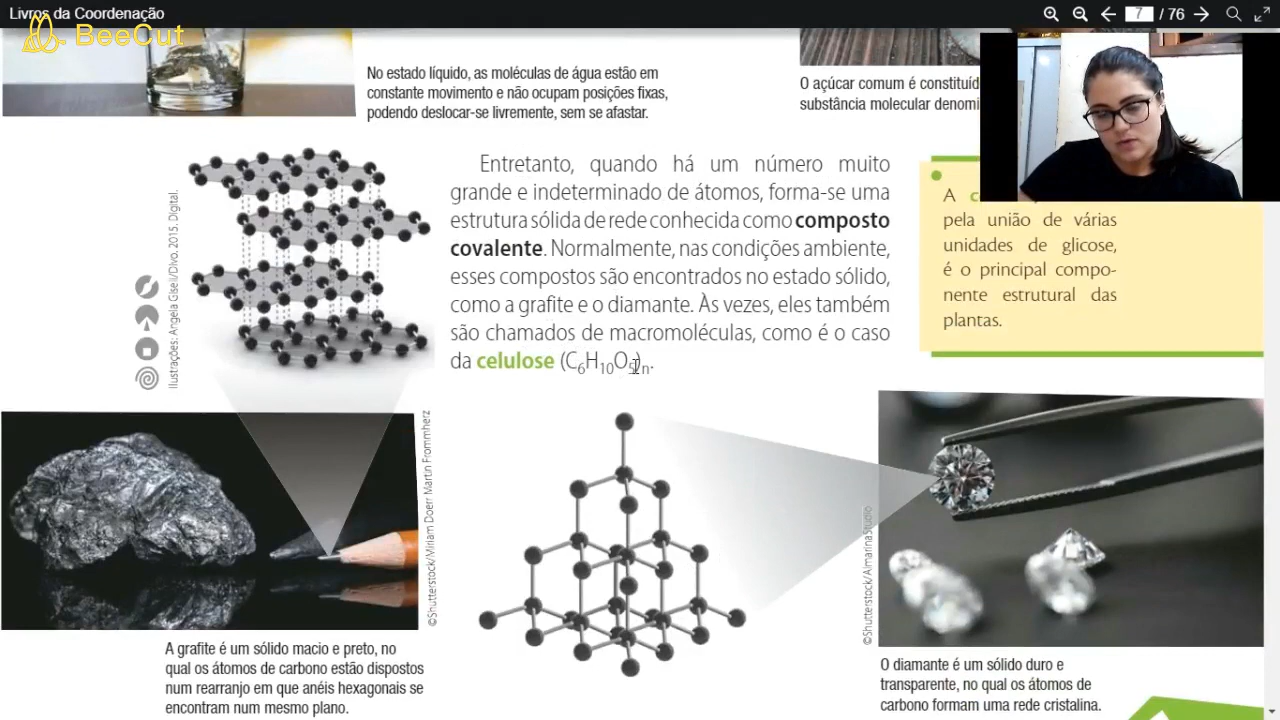 Livros da Coordenação
7 / 76
BeeCut
No estado líquido, as moléculas de água estão em
constante movimento e não ocupam posições fixas,
podendo deslocar-se livremente, sem se afastar.
O açúcar comum é constituíd
substância molecular denomi
Entretanto, quando há um número muito
grande e indeterminado de átomos, forma-se uma
estrutura sólida de rede conhecida como composto
covalente. Normalmente, nas condições ambiente,
esses compostos são encontrados no estado sólido,
como a grafite e o diamante. Às vezes, eles também
são chamados de macromoléculas, como é o caso
da celulose (C6H10O5)n.
A c
pela união de várias
unidades de glicose,
é o principal compo-
nente estrutural das
plantas.
Ilustrações: Angela Giseli/Divo. 2015. Digital.
©Shutterstock/Miriam Doerr Martin Frommherz
©Shutterstock/AlmarinaStudio
A grafite é um sólido macio e preto, no
qual os átomos de carbono estão dispostos
num rearranjo em que anéis hexagonais se
encontram num mesmo plano.
O diamante é um sólido duro e
transparente, no qual os átomos de
carbono formam uma rede cristalina.